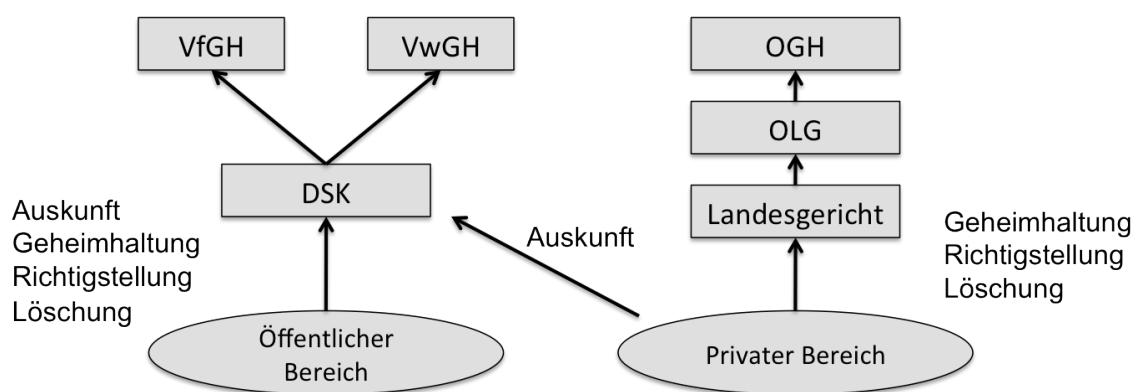 VfGH
VwGH
OGH
OLG
DSK
Landesgericht
Auskunft
Geheimhaltung
Richtigstellung
Löschung
Auskunft
Geheimhaltung
Richtigstellung
Löschung
Öffentlicher
Bereich
Privater Bereich